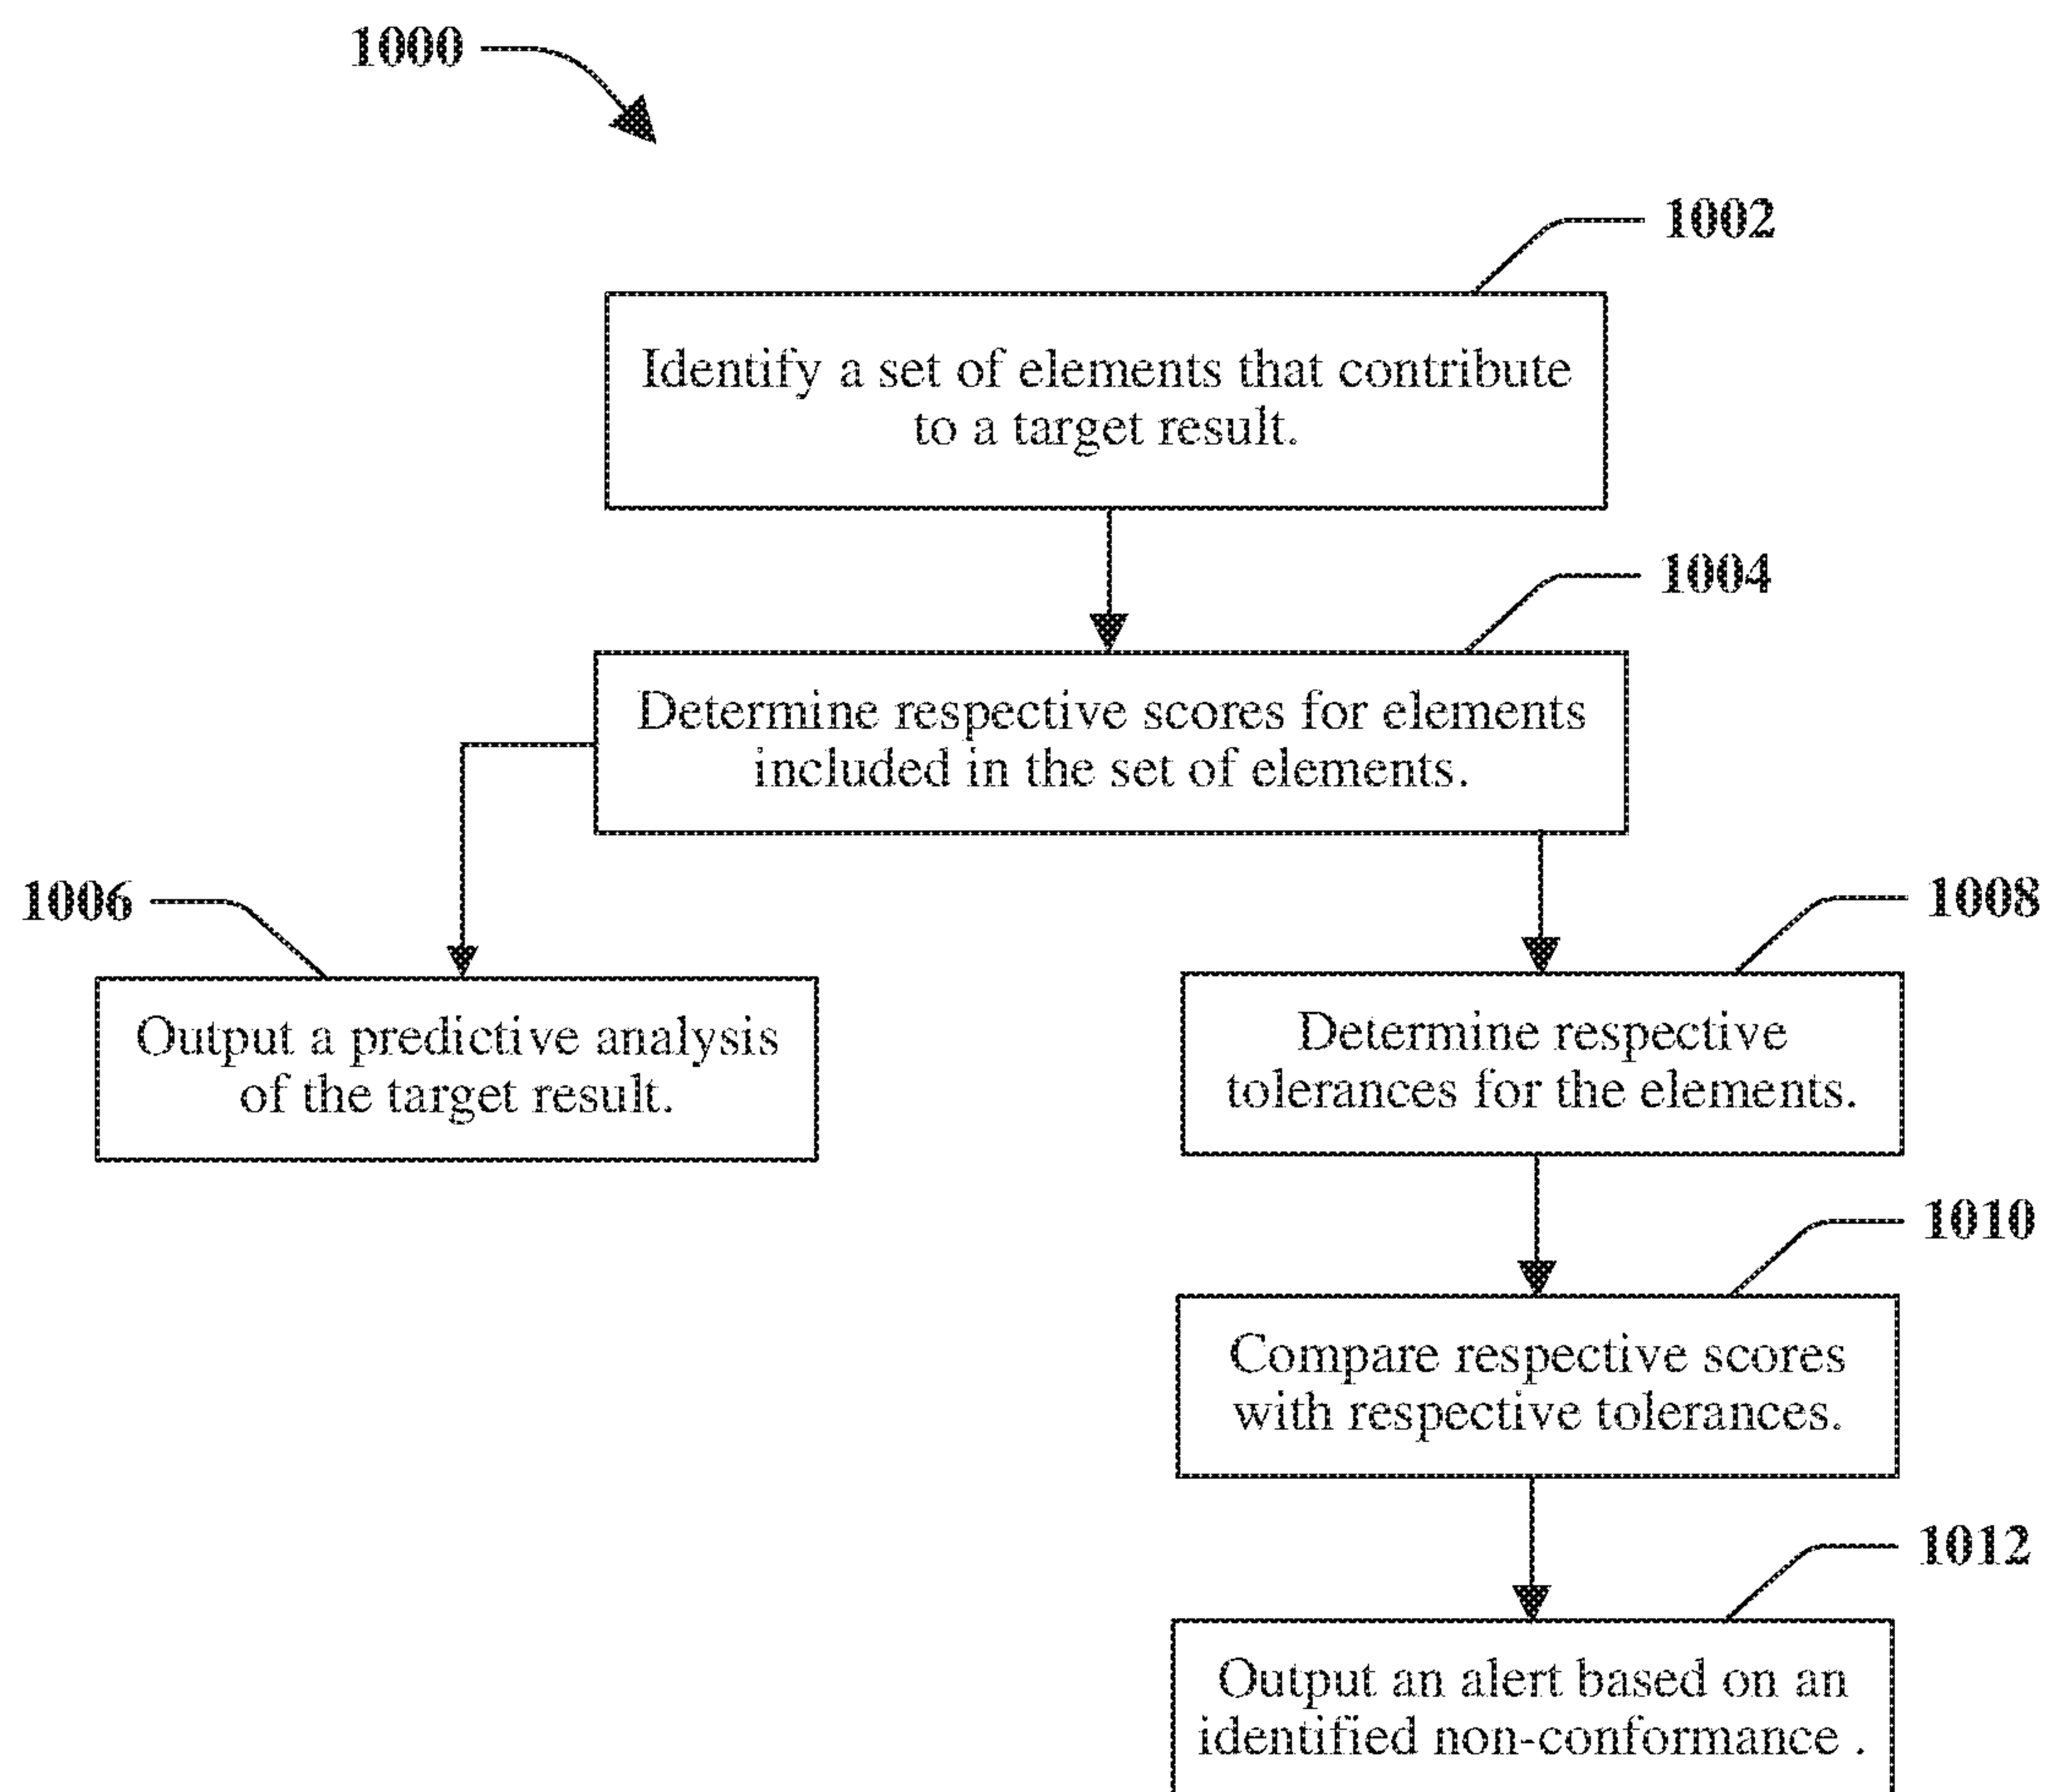 1000
1002
Identify a set of elements that contribute
to a target result.
1004
Determine respective scores for elements
included in the set of elements.
1006
Output a predictive analysis
of the target result.
1008
Determine respective
tolerances for the elements.
1010
Compare respective scores
with respective tolerances.
1012
Output an alert based on an
identified non-conformance .